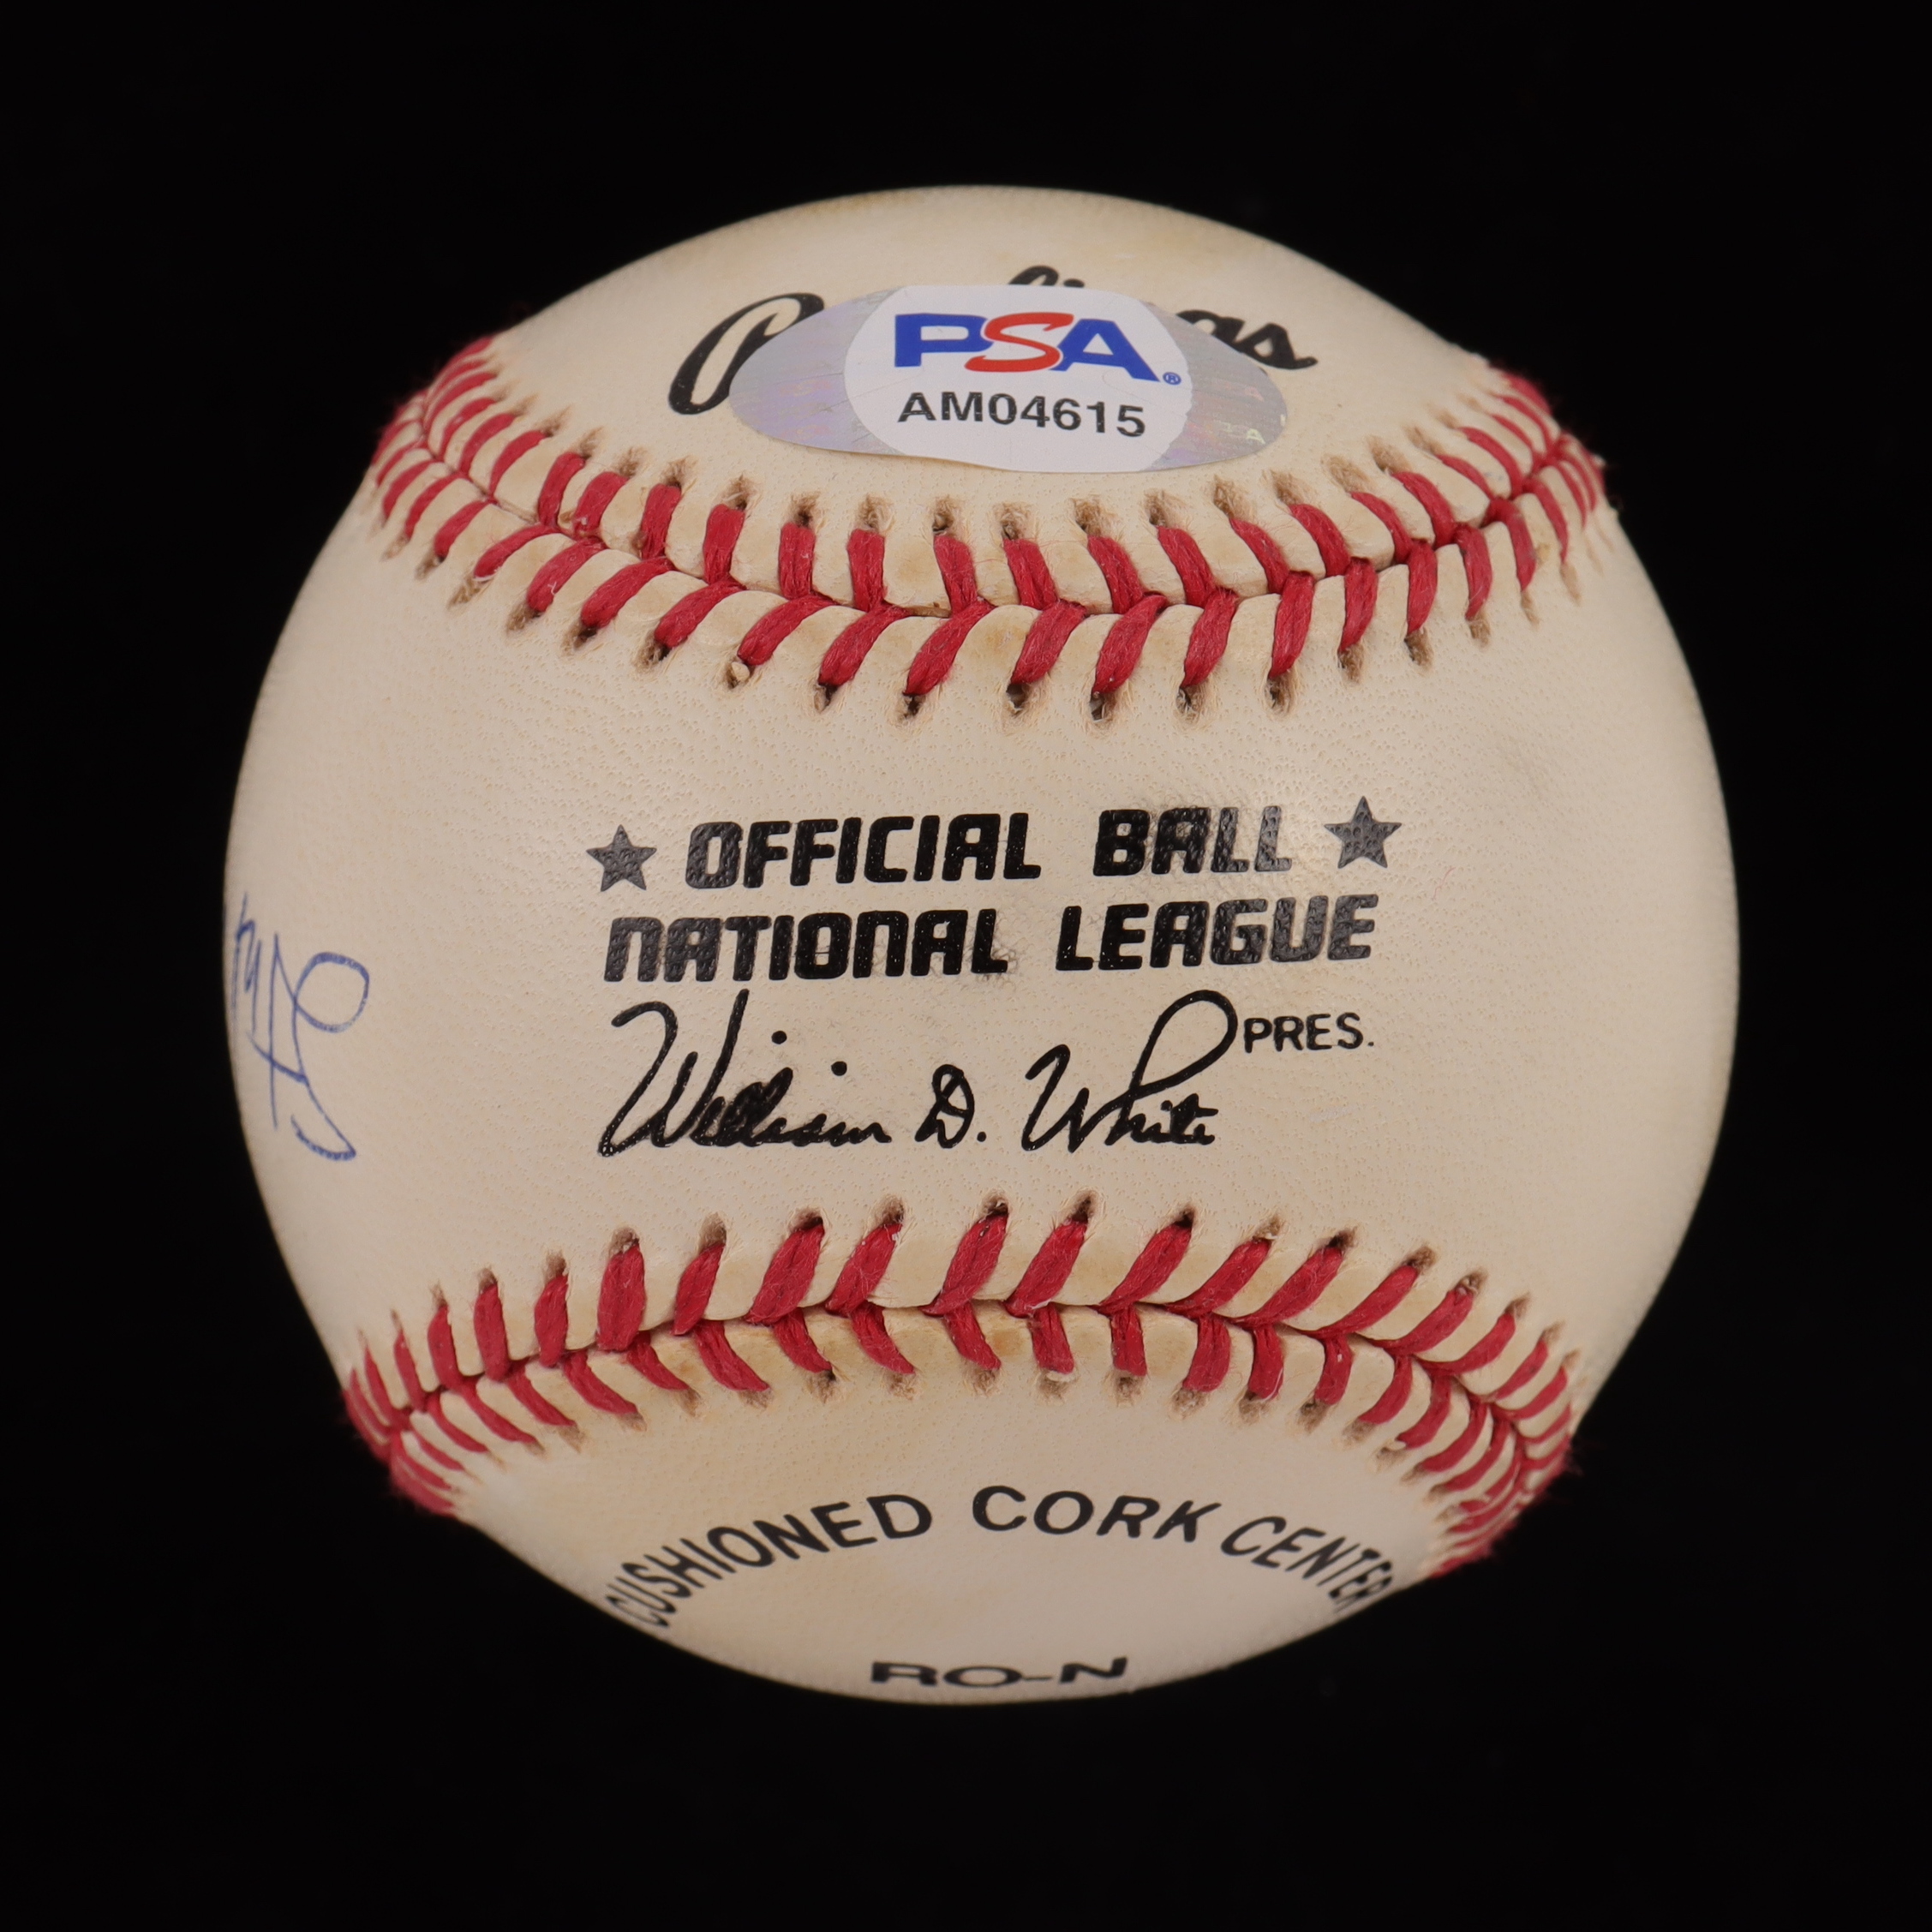 PSA®
AM04615
★ OFFICIAL BALL ★
NATIONAL LEAGUE
William D. White PRES.
CUSHIONED CORK CENTER
RO-N